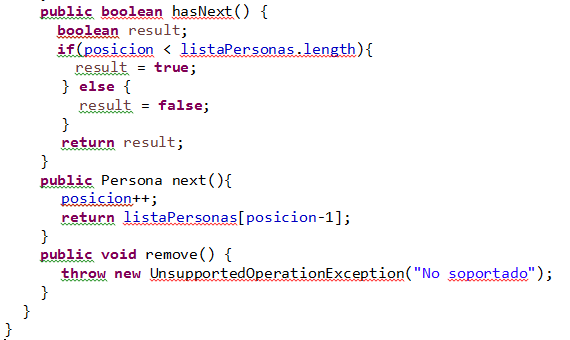 public boolean hasNext() {
boolean result;
if(posicion < listaPersonas.length){
result = true;
} else {
result = false;
}
return result;
}
public Persona next(){
posicion++;
return listaPersonas[posicion-1];
}
public void remove() {
throw new UnsupportedOperationException("No soportado");
}
}
}